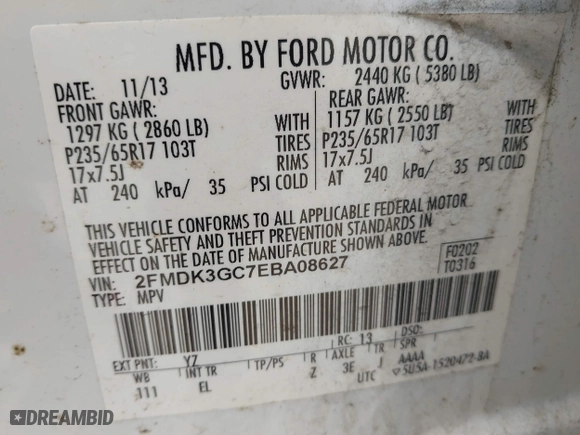 MFD. BY FORD MOTOR CO.
DATE: 11/13
GVWR: 2440 KG ( 5380 LB)
FRONT GAWR:
1297 KG ( 2860 LB) WITH
P235/65R17 103T TIRES
17x7.5J RIMS
AT 240 kPa/ 35 PSI COLD
REAR GAWR:
1157 KG ( 2550 LB) WITH
P235/65R17 103T TIRES
17x7.5J RIMS
AT 240 kPa/ 35 PSI COLD
THIS VEHICLE CONFORMS TO ALL APPLICABLE FEDERAL MOTOR
VEHICLE SAFETY AND THEFT PREVENTION STANDARDS IN
EFFECT ON THE DATE OF MANUFACTURE SHOWN ABOVE.
VIN: 2FMDK3GC7EBA08627
TYPE: MPV
F0202
T0316
EXT PNT: Y7 RC: 13 DSO:
WB INT TR TP/PS R AXLE TR SPR
111 EL Z 3E J AAAA
UTC 5U5A-1520472-BA
DREAMBID